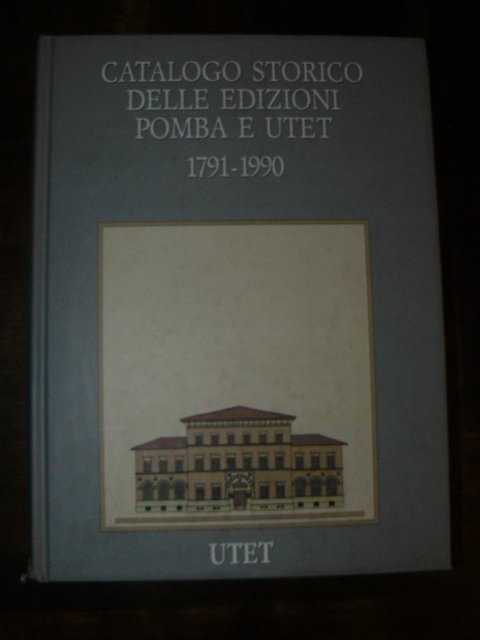 CATALOGO STORICO
DELLE EDIZIONI
POMBA E UTET
1791-1990
UTET